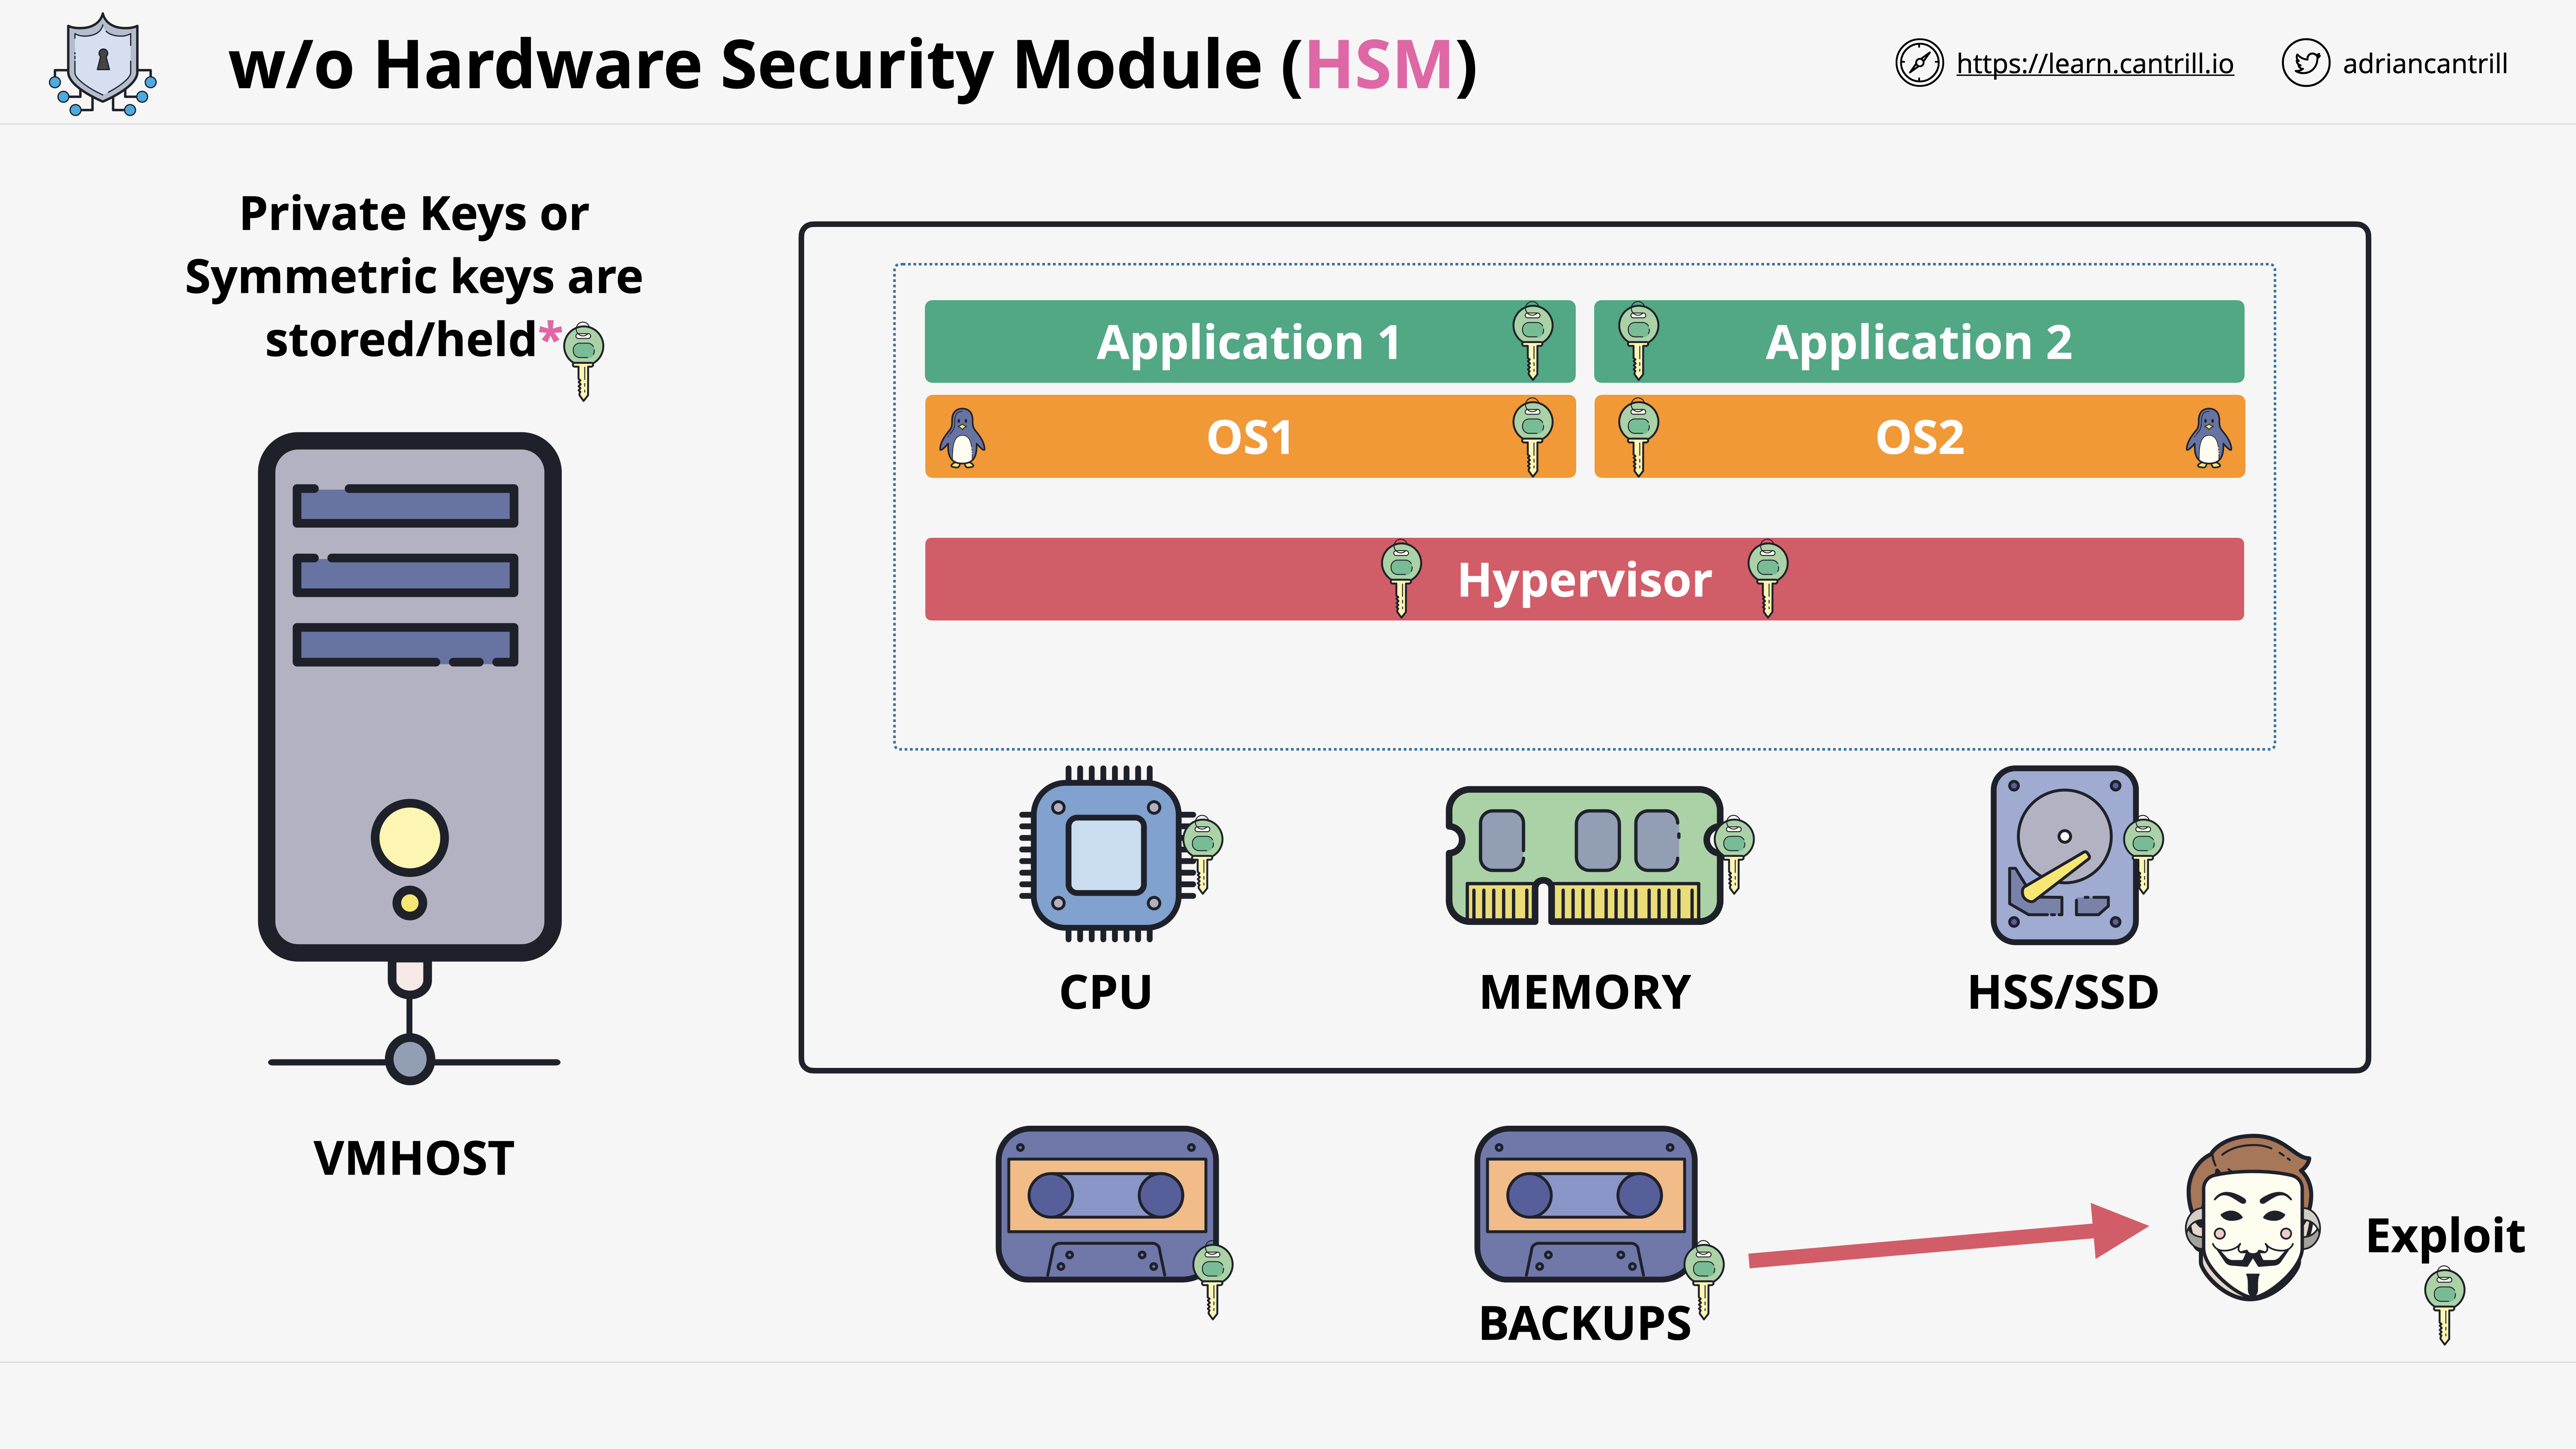 w/o Hardware Security Module (HSM)
https://learn.cantrill.io
adriancantrill
Private Keys or
Symmetric keys are
stored/held*
Application 1
Application 2
OS1
OS2
Hypervisor
CPU
MEMORY
HSS/SSD
VMHOST
BACKUPS
Exploit